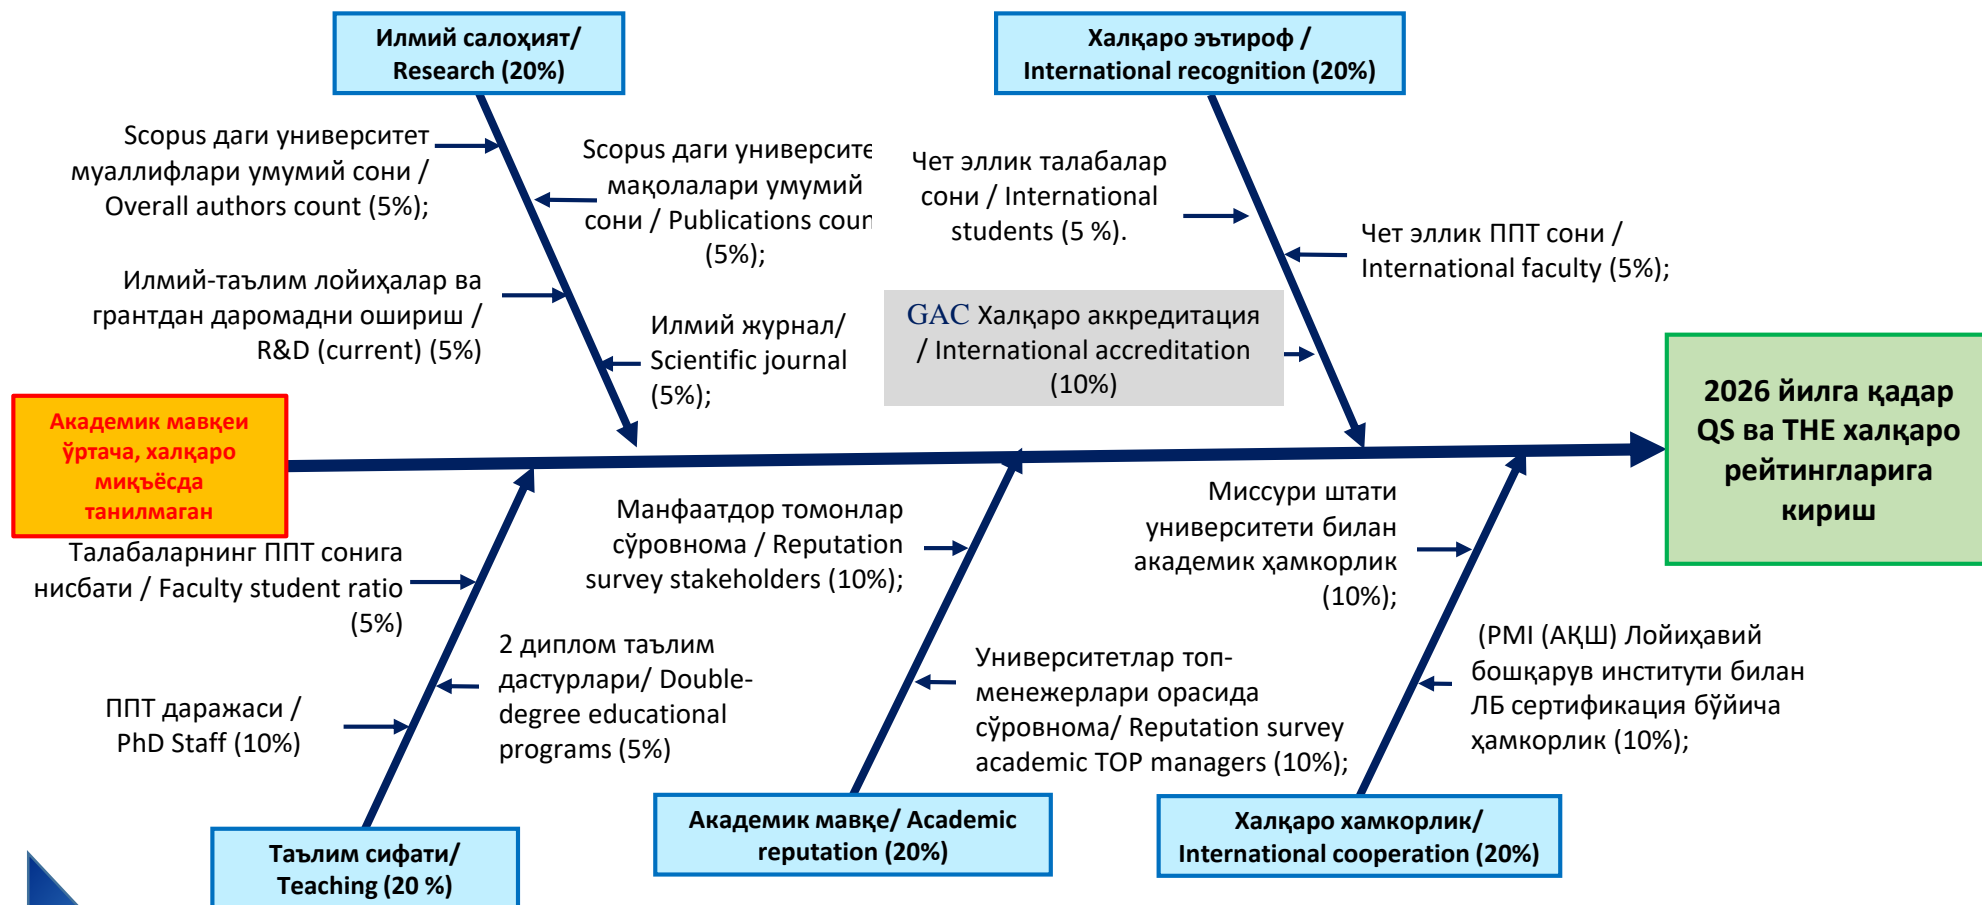 Илмий салоҳият/
Research (20%)
Халқаро эътироф /
International recognition (20%)
Scopus даги университет
муаллифлари умумий сони /
Overall authors count (5%);
Scopus даги университе
мақолалари умумий
сони / Publications coun
(5%);
Чет эллик талабалар
сони / International
students (5 %).
Чет эллик ППТ сони /
International faculty (5%);
Илмий-таълим лойиҳалар ва
грантдан даромадни ошириш /
R&D (current) (5%)
Илмий журнал/
Scientific journal
(5%);
GAC Халқаро аккредитация
/ International accreditation
(10%)
Академик мавқеи
ўртача, халқаро
миқъёсда
танилмаган
2026 йилга қадар
QS ва THE халқаро
рейтингларига
кириш
Талабаларнинг ППТ сонига
нисбати / Faculty student ratio
(5%)
Манфаатдор томонлар
сўровнома / Reputation
survey stakeholders (10%);
Миссури штати
университети билан
академик ҳамкорлик
(10%);
ППТ даражаси /
PhD Staff (10%)
2 диплом таълим
дастурлари/ Double-
degree educational
programs (5%)
Университетлар топ-
менежерлари орасида
сўровнома/ Reputation survey
academic TOP managers (10%);
(PMI (АҚШ) Лойиҳавий
бошқарув институти билан
ЛБ сертификация бўйича
ҳамкорлик (10%);
Таълим сифати/
Teaching (20 %)
Академик мавқе/ Academic
reputation (20%)
Халқаро хамкорлик/
International cooperation (20%)